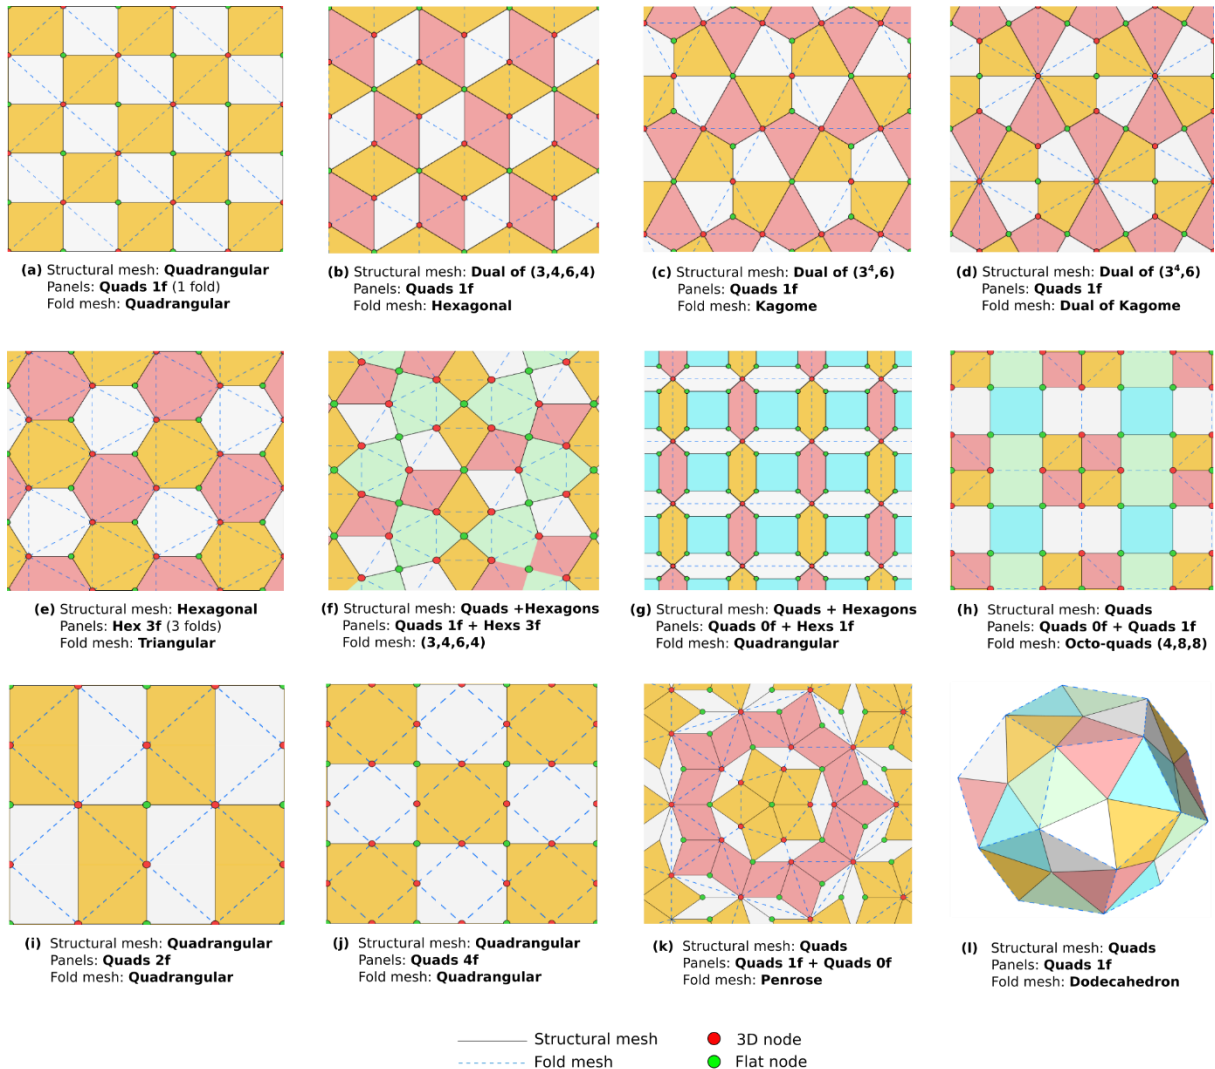 (a) Structural mesh: Quadrangular
Panels: Quads 1f (1 fold)
Fold mesh: Quadrangular
(b) Structural mesh: Dual of (3,4,6,4)
Panels: Quads 1f
Fold mesh: Hexagonal
(c) Structural mesh: Dual of (3⁴,6)
Panels: Quads 1f
Fold mesh: Kagome
(d) Structural mesh: Dual of (3⁴,6)
Panels: Quads 1f
Fold mesh: Dual of Kagome
(e) Structural mesh: Hexagonal
Panels: Hex 3f (3 folds)
Fold mesh: Triangular
(f) Structural mesh: Quads +Hexagons
Panels: Quads 1f + Hexs 3f
Fold mesh: (3,4,6,4)
(g) Structural mesh: Quads + Hexagons
Panels: Quads 0f + Hexs 1f
Fold mesh: Quadrangular
(h) Structural mesh: Quads
Panels: Quads 0f + Quads 1f
Fold mesh: Octo-quads (4,8,8)
(i) Structural mesh: Quadrangular
Panels: Quads 2f
Fold mesh: Quadrangular
(j) Structural mesh: Quadrangular
Panels: Quads 4f
Fold mesh: Quadrangular
(k) Structural mesh: Quads
Panels: Quads 1f + Quads 0f
Fold mesh: Penrose
(l) Structural mesh: Quads
Panels: Quads 1f
Fold mesh: Dodecahedron
Structural mesh
3D node
Fold mesh
Flat node